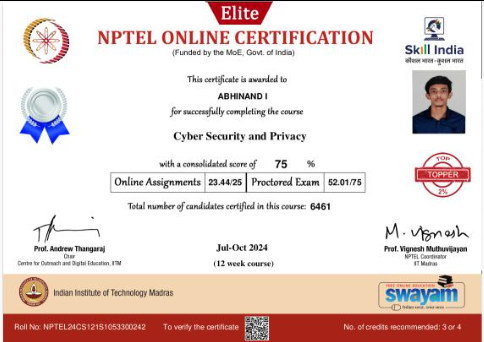 Elite
NPTEL ONLINE CERTIFICATION
(Funded by the MoE, Govt. of India)
Skill India
कौशल भारत - कुशल भारत
This certificate is awarded to
ABHINAND I
for successfully completing the course
Cyber Security and Privacy
with a consolidated score of 75 %
Online Assignments 23.44/25 Proctored Exam 52.01/75
TOP
TOPPER
2%
Total number of candidates certified in this course: 6461
Prof. Andrew Thangaraj
Chair
Centre for Outreach and Digital Education, IITM
Jul-Oct 2024
(12 week course)
M. Vignesh
Prof. Vignesh Muthuvijayan
NPTEL Coordinator
IIT Madras
Indian Institute of Technology Madras
FREE ONLINE EDUCATION
swayam
Roll No: NPTEL24CS121S1053300242 To verify the certificate No. of credits recommended: 3 or 4